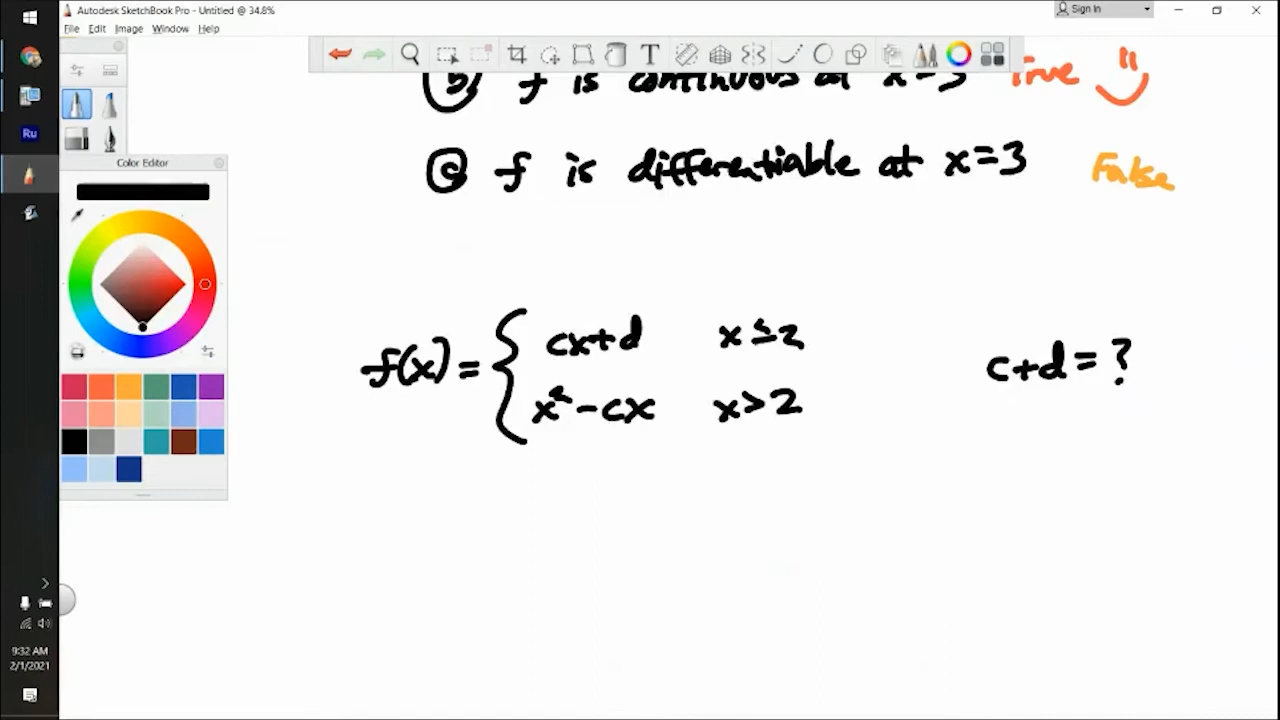 Autodesk SketchBook Pro - Untitled @ 34.8%
Sign In
File Edit Image Window Help
T
b f is continuous at x=3 True
c f is differentiable at x=3 False
Ru
Color Editor
f(x) = { cx+d x≤2
x²-cx x>2
c+d=?
9:32 AM
2/1/2021